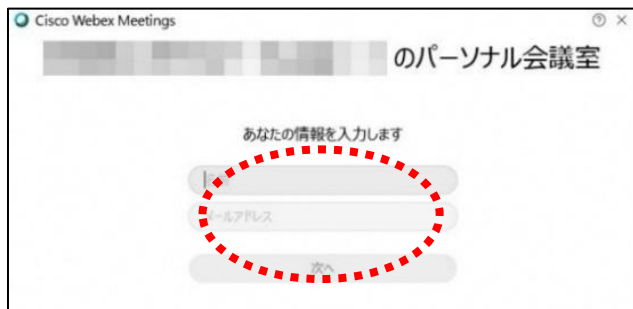 Cisco Webex Meetings
のパーソナル会議室
あなたの情報を入力します
メールアドレス
次へ